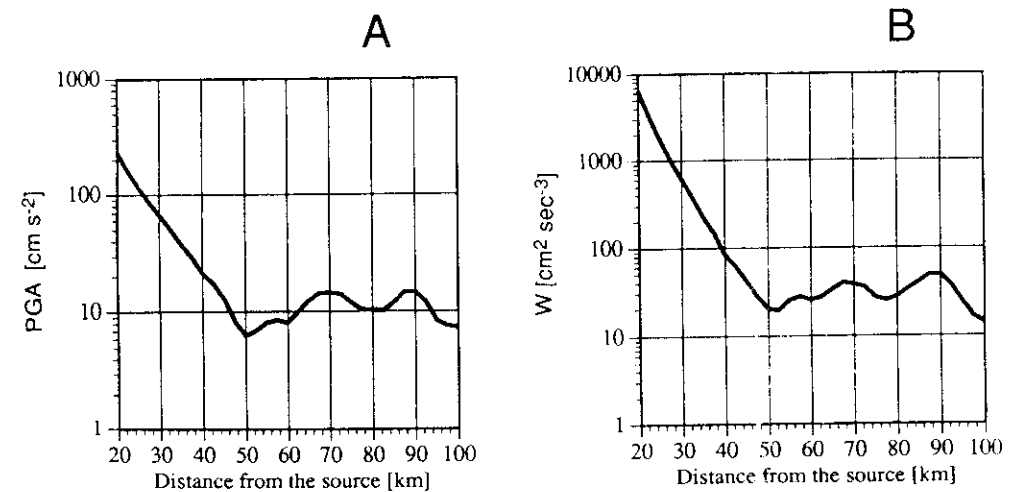 A
1000
100
10
1
PGA [cm s-2]
20 30 40 50 60 70 80 90 100
Distance from the source [km]
B
10000
1000
100
10
1
W [cm2 sec-3]
20 30 40 50 60 70 80 90 100
Distance from the source [km]